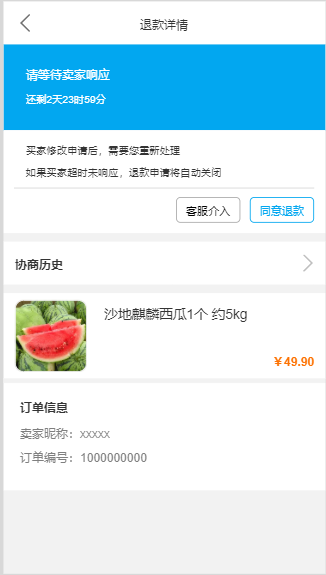 退款详情
请等待卖家响应
还剩2天23时59分
买家修改申请后，需要您重新处理
如果买家超时未响应，退款申请将自动关闭
客服介入
同意退款
协商历史
沙地麒麟西瓜1个 约5kg
￥49.90
订单信息
卖家昵称：xxxxx
订单编号：1000000000